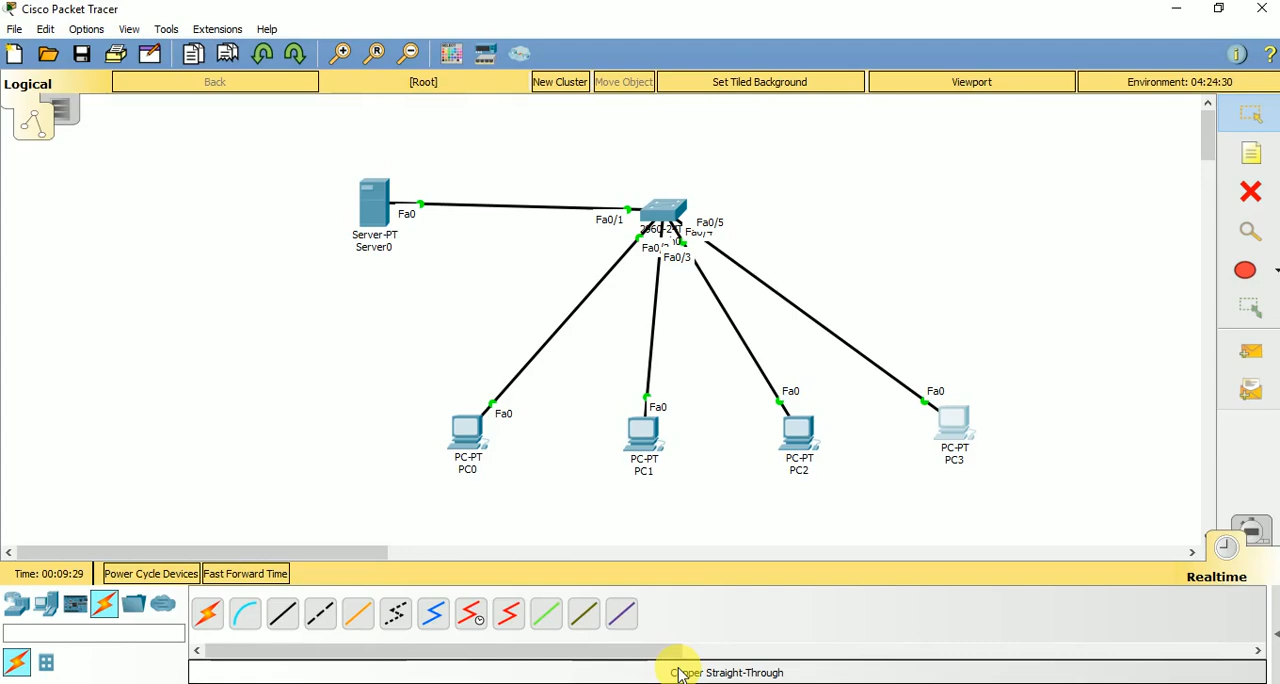 Cisco Packet Tracer
File Edit Options View Tools Extensions Help
Logical Back [Root] New Cluster Move Object Set Tiled Background Viewport Environment: 04:24:30
Fa0
Server-PT
Server0
Fa0/1
Fa0/5
Fa0/4
Fa0/3
Fa0
PC-PT
PC0
Fa0
PC-PT
PC1
Fa0
PC-PT
PC2
Fa0
PC-PT
PC3
Time: 00:09:29 Power Cycle Devices Fast Forward Time
Realtime
Copper Straight-Through